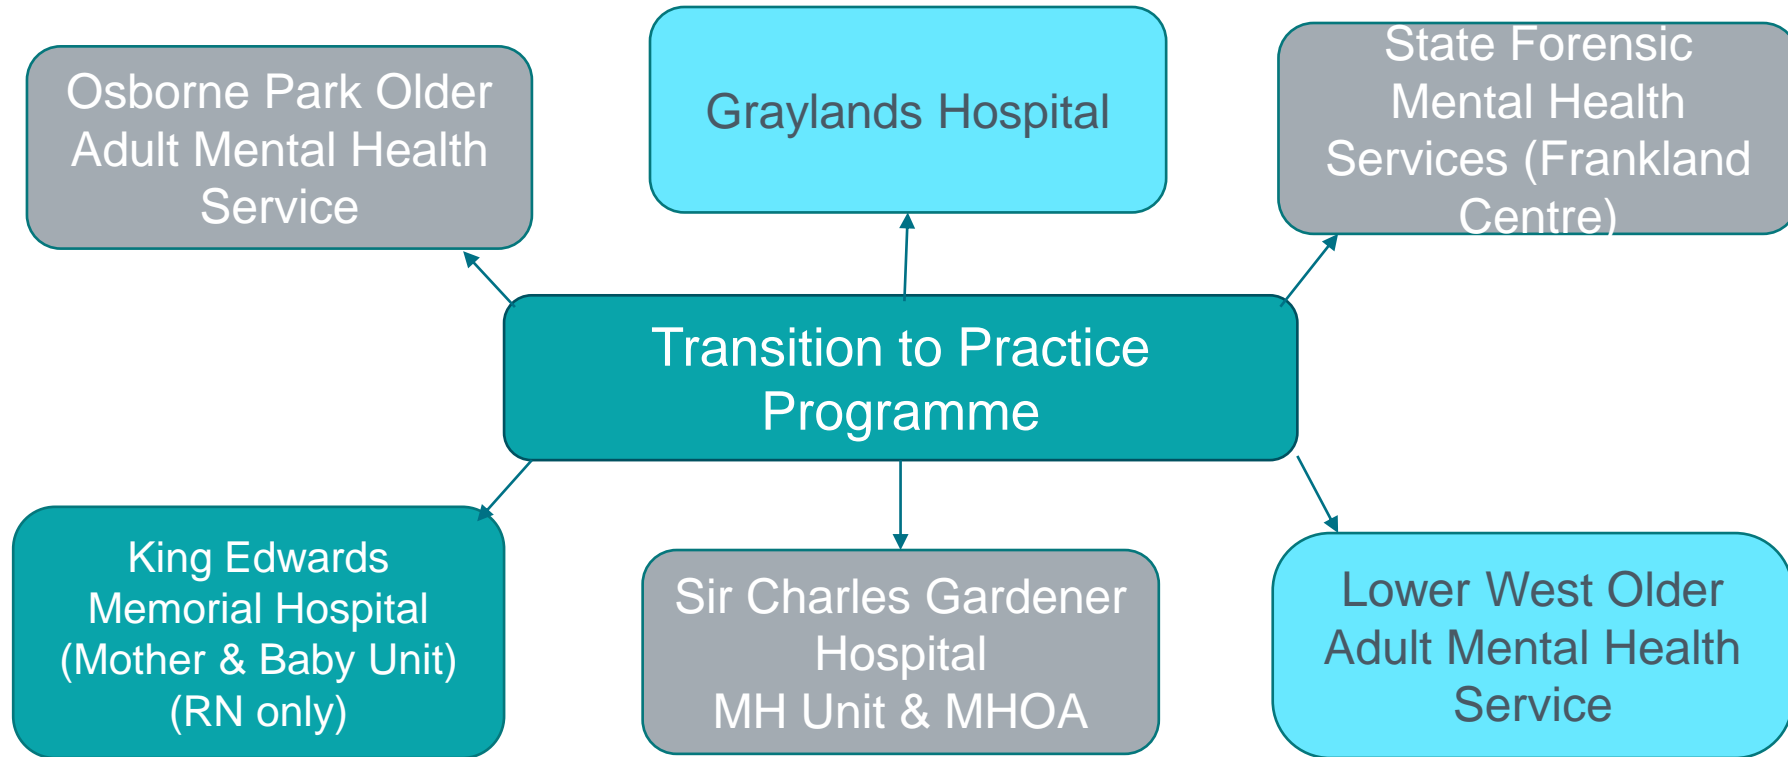 Osborne Park Older
Adult Mental Health
Service
Graylands Hospital
State Forensic
Mental Health
Services (Frankland
Centre)
Transition to Practice
Programme
King Edwards
Memorial Hospital
(Mother & Baby Unit)
(RN only)
Sir Charles Gardener
Hospital
MH Unit & MHOA
Lower West Older
Adult Mental Health
Service